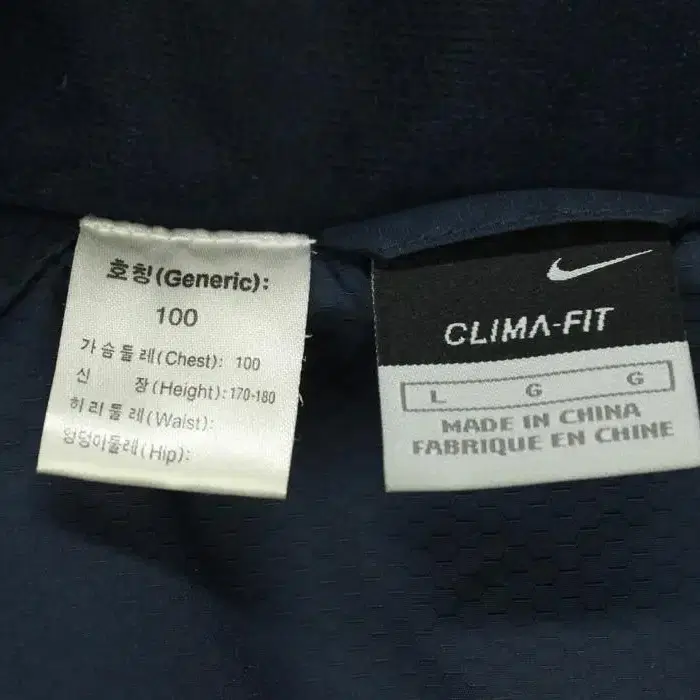 호칭(Generic):
100
가슴둘레(Chest): 100
신 장(Height):170-180
허리둘레(Waist):
엉덩이둘레(Hip):
CLIMA-FIT
L G G
MADE IN CHINA
FABRIQUE EN CHINE